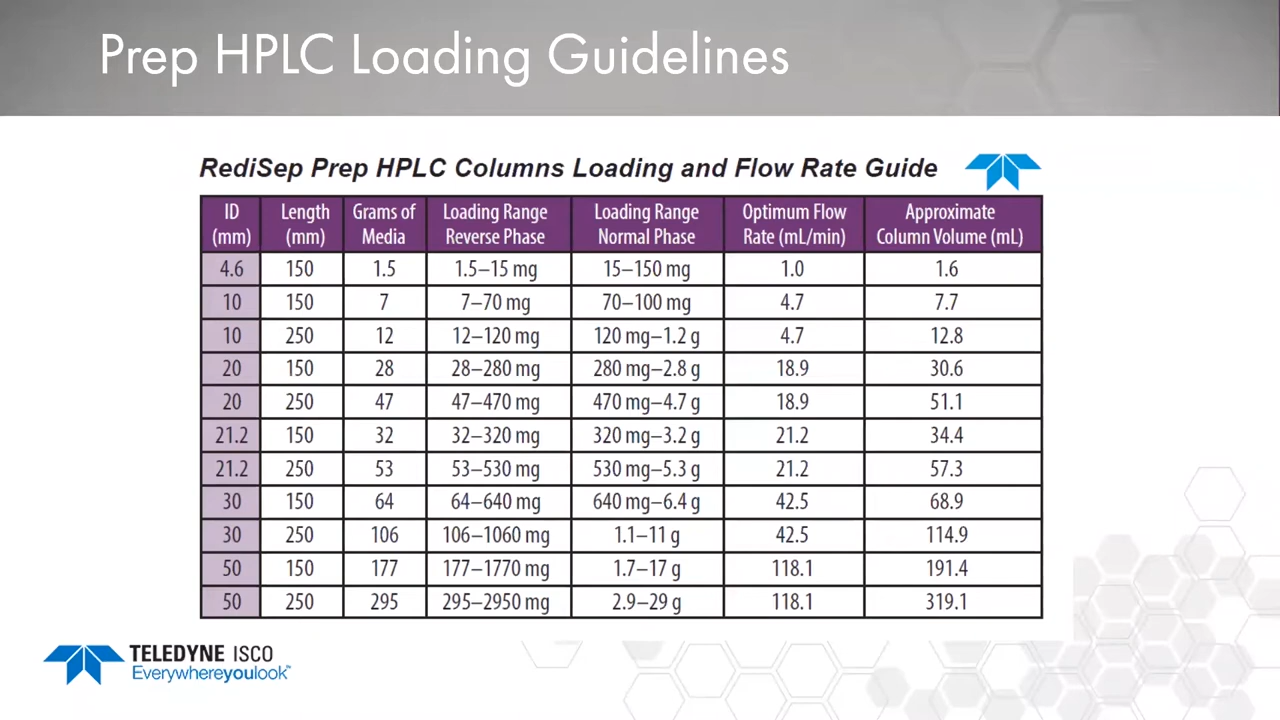 Prep HPLC Loading Guidelines
RediSep Prep HPLC Columns Loading and Flow Rate Guide
ID (mm) Length (mm) Grams of Media Loading Range Reverse Phase Loading Range Normal Phase Optimum Flow Rate (mL/min) Approximate Column Volume (mL)
4.6 150 1.5 1.5–15 mg 15–150 mg 1.0 1.6
10 150 7 7–70 mg 70–100 mg 4.7 7.7
10 250 12 12–120 mg 120 mg–1.2 g 4.7 12.8
20 150 28 28–280 mg 280 mg–2.8 g 18.9 30.6
20 250 47 47–470 mg 470 mg–4.7 g 18.9 51.1
21.2 150 32 32–320 mg 320 mg–3.2 g 21.2 34.4
21.2 250 53 53–530 mg 530 mg–5.3 g 21.2 57.3
30 150 64 64–640 mg 640 mg–6.4 g 42.5 68.9
30 250 106 106–1060 mg 1.1–11 g 42.5 114.9
50 150 177 177–1770 mg 1.7–17 g 118.1 191.4
50 250 295 295–2950 mg 2.9–29 g 118.1 319.1
TELEDYNE ISCO
Everywhereyoulook™